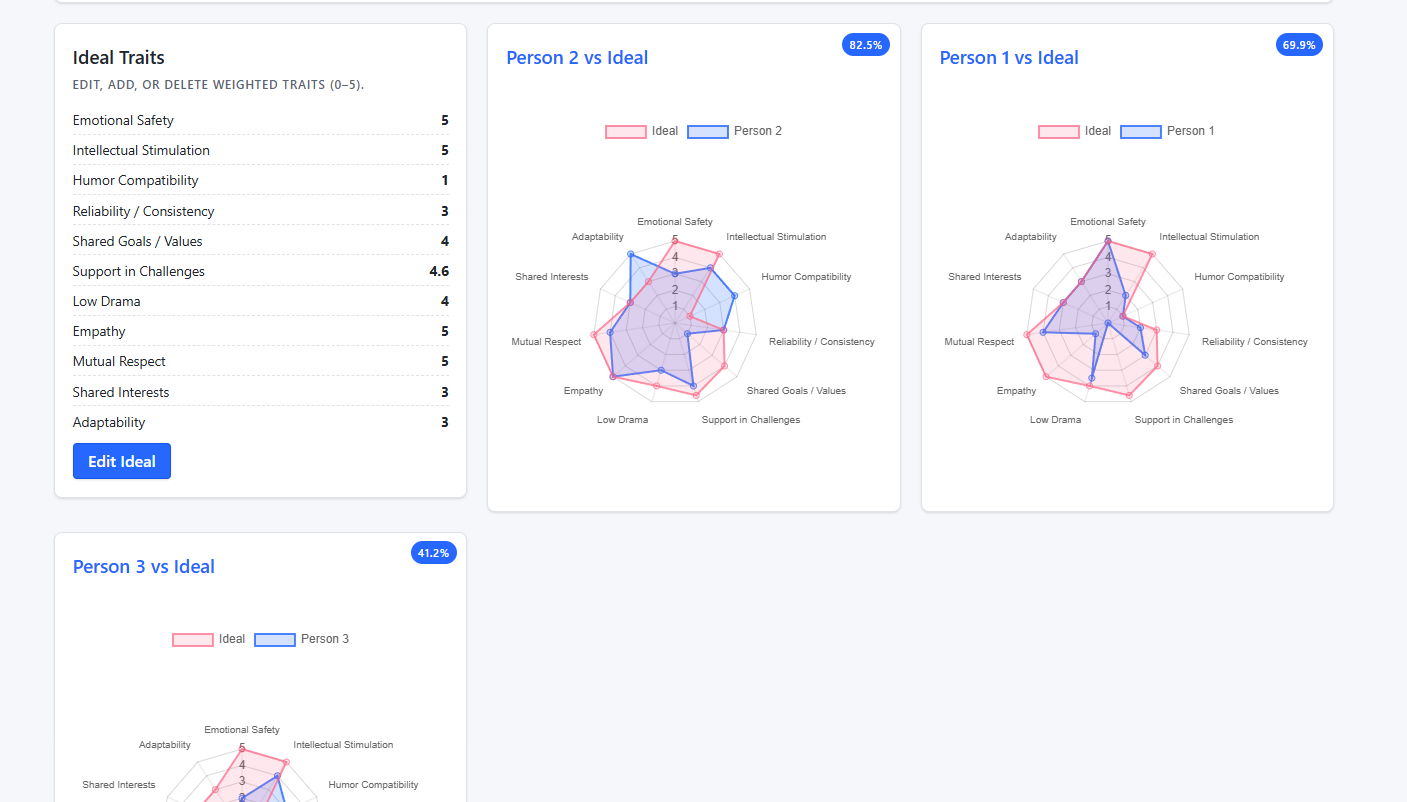 Ideal Traits
EDIT, ADD, OR DELETE WEIGHTED TRAITS (0–5).
Emotional Safety 5
Intellectual Stimulation 5
Humor Compatibility 1
Reliability / Consistency 3
Shared Goals / Values 4
Support in Challenges 4.6
Low Drama 4
Empathy 5
Mutual Respect 5
Shared Interests 3
Adaptability 3
Edit Ideal
Person 2 vs Ideal
82.5%
Ideal Person 2
Emotional Safety
Adaptability
Intellectual Stimulation
Shared Interests
Humor Compatibility
Mutual Respect
Reliability / Consistency
Empathy
Shared Goals / Values
Low Drama
Support in Challenges
5
4
3
2
1
Person 1 vs Ideal
69.9%
Ideal Person 1
Emotional Safety
Adaptability
Intellectual Stimulation
Shared Interests
Humor Compatibility
Mutual Respect
Reliability / Consistency
Empathy
Shared Goals / Values
Low Drama
Support in Challenges
5
4
3
2
1
Person 3 vs Ideal
41.2%
Ideal Person 3
Emotional Safety
Adaptability
Intellectual Stimulation
Shared Interests
Humor Compatibility
5
4
3